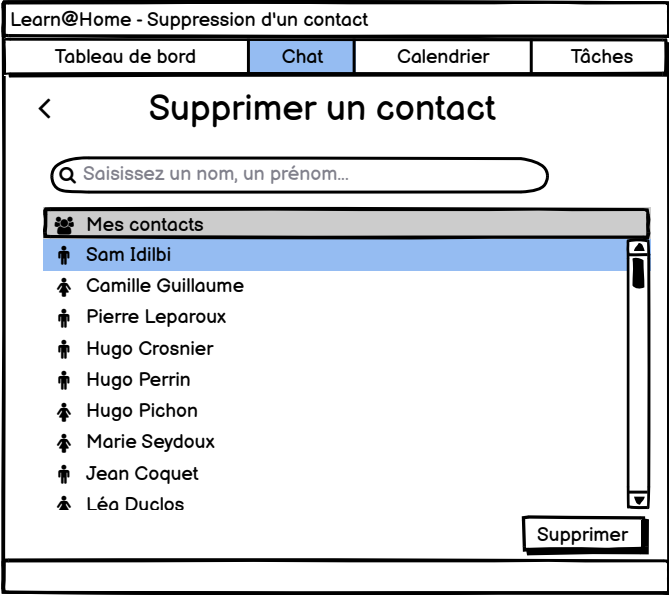 Learn@Home - Suppression d'un contact
Tableau de bord Chat Calendrier Tâches
Supprimer un contact
Saisissez un nom, un prénom...
Mes contacts
Sam Idilbi
Camille Guillaume
Pierre Leparoux
Hugo Crosnier
Hugo Perrin
Hugo Pichon
Marie Seydoux
Jean Coquet
Léa Duclos
Supprimer